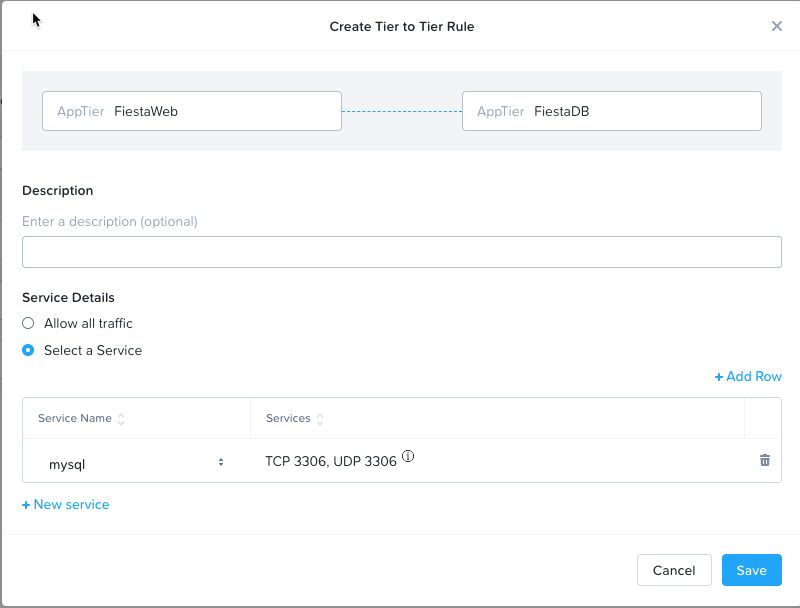 Create Tier to Tier Rule
AppTier FiestaWeb
AppTier FiestaDB
Description
Enter a description (optional)
Service Details
Allow all traffic
Select a Service
+ Add Row
Service Name
Services
mysql
TCP 3306, UDP 3306
+ New service
Cancel
Save